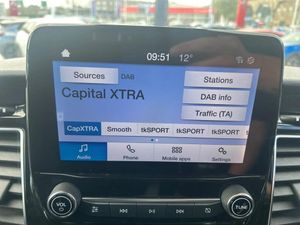 09:51 12°
Sources DAB
Stations
Capital XTRA
DAB info
Traffic (TA)
CapXTRA Smooth tkSPORT tkSPORT tkSPORT
Audio Phone Mobile apps Settings
VOL TUNE